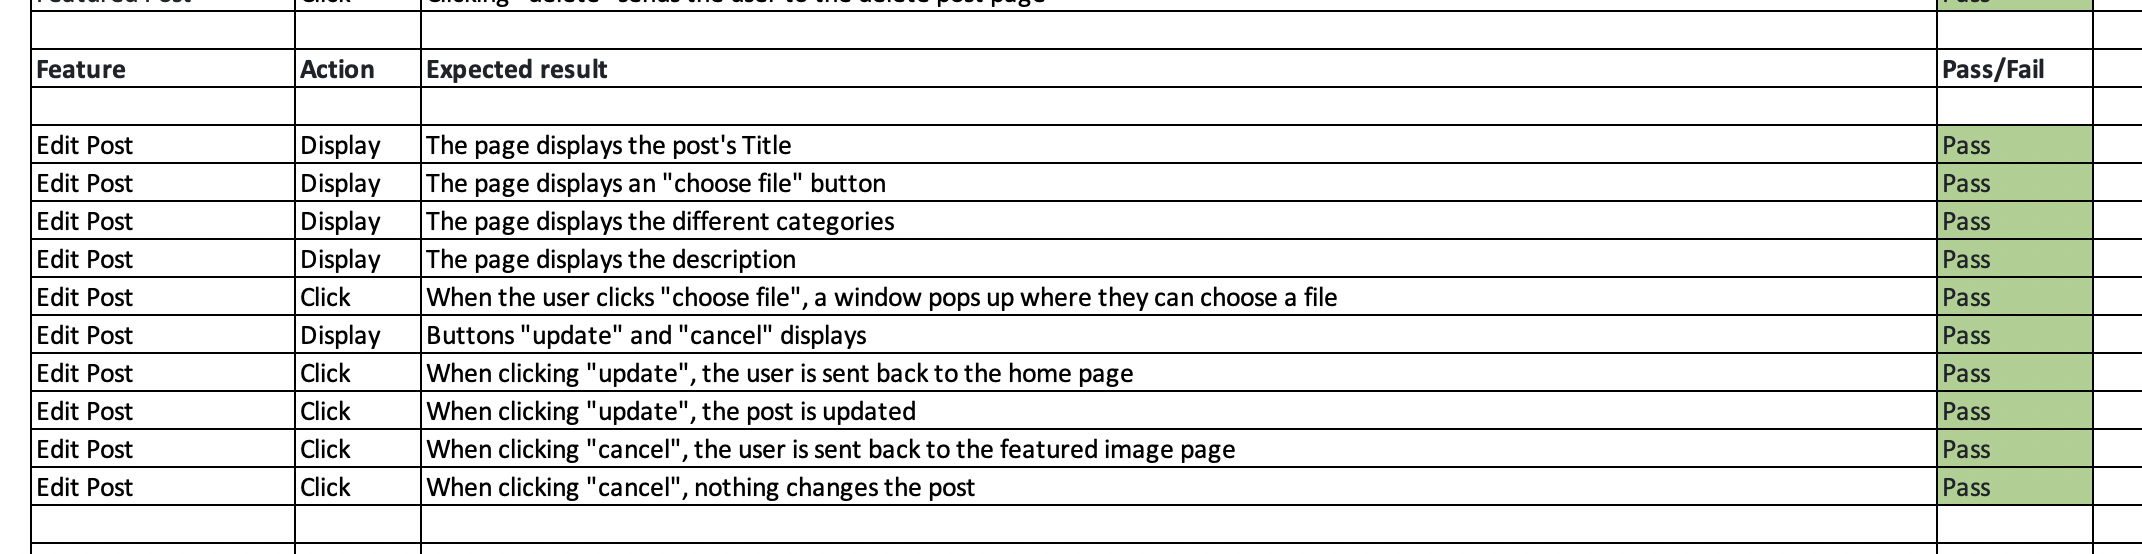 Featured Post Click Clicking "delete" sends the user to the delete post page Pass
Feature Action Expected result Pass/Fail
Edit Post Display The page displays the post's Title Pass
Edit Post Display The page displays an "choose file" button Pass
Edit Post Display The page displays the different categories Pass
Edit Post Display The page displays the description Pass
Edit Post Click When the user clicks "choose file", a window pops up where they can choose a file Pass
Edit Post Display Buttons "update" and "cancel" displays Pass
Edit Post Click When clicking "update", the user is sent back to the home page Pass
Edit Post Click When clicking "update", the post is updated Pass
Edit Post Click When clicking "cancel", the user is sent back to the featured image page Pass
Edit Post Click When clicking "cancel", nothing changes the post Pass